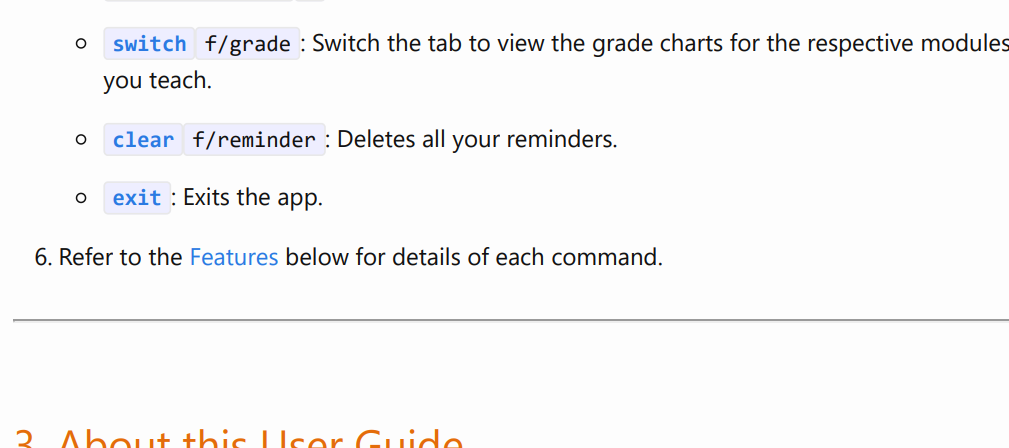 switch f/grade : Switch the tab to view the grade charts for the respective modules
you teach.
clear f/reminder : Deletes all your reminders.
exit : Exits the app.
6. Refer to the Features below for details of each command.
3. About this User Guide